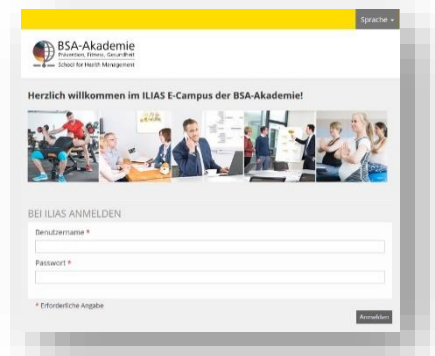 Sprache
BSA-Akademie
Prävention, Fitness, Gesundheit
School for Health Management
Herzlich willkommen im ILIAS E-Campus der BSA-Akademie!
BEI ILIAS ANMELDEN
Benutzername *
Passwort *
* Erforderliche Angabe
Anmelden